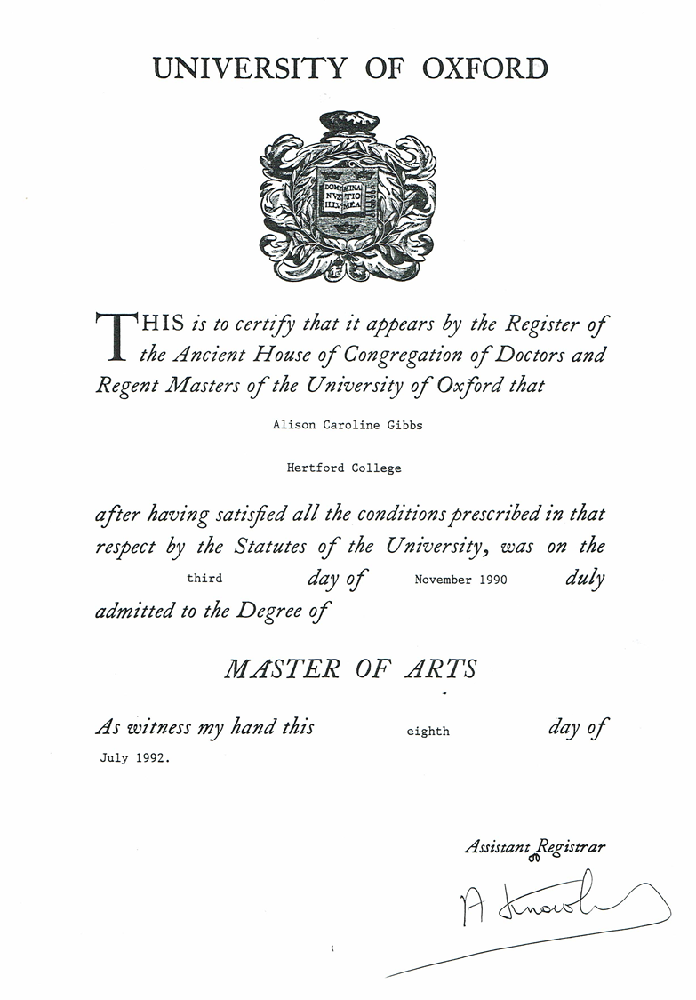 UNIVERSITY OF OXFORD
DOMI MINA
NVS TIO
ILLV MEA
THIS is to certify that it appears by the Register of
the Ancient House of Congregation of Doctors and
Regent Masters of the University of Oxford that
Alison Caroline Gibbs
Hertford College
after having satisfied all the conditions prescribed in that
respect by the Statutes of the University, was on the
third day of November 1990 duly
admitted to the Degree of
MASTER OF ARTS
As witness my hand this eighth day of
July 1992.
Assistant Registrar
A